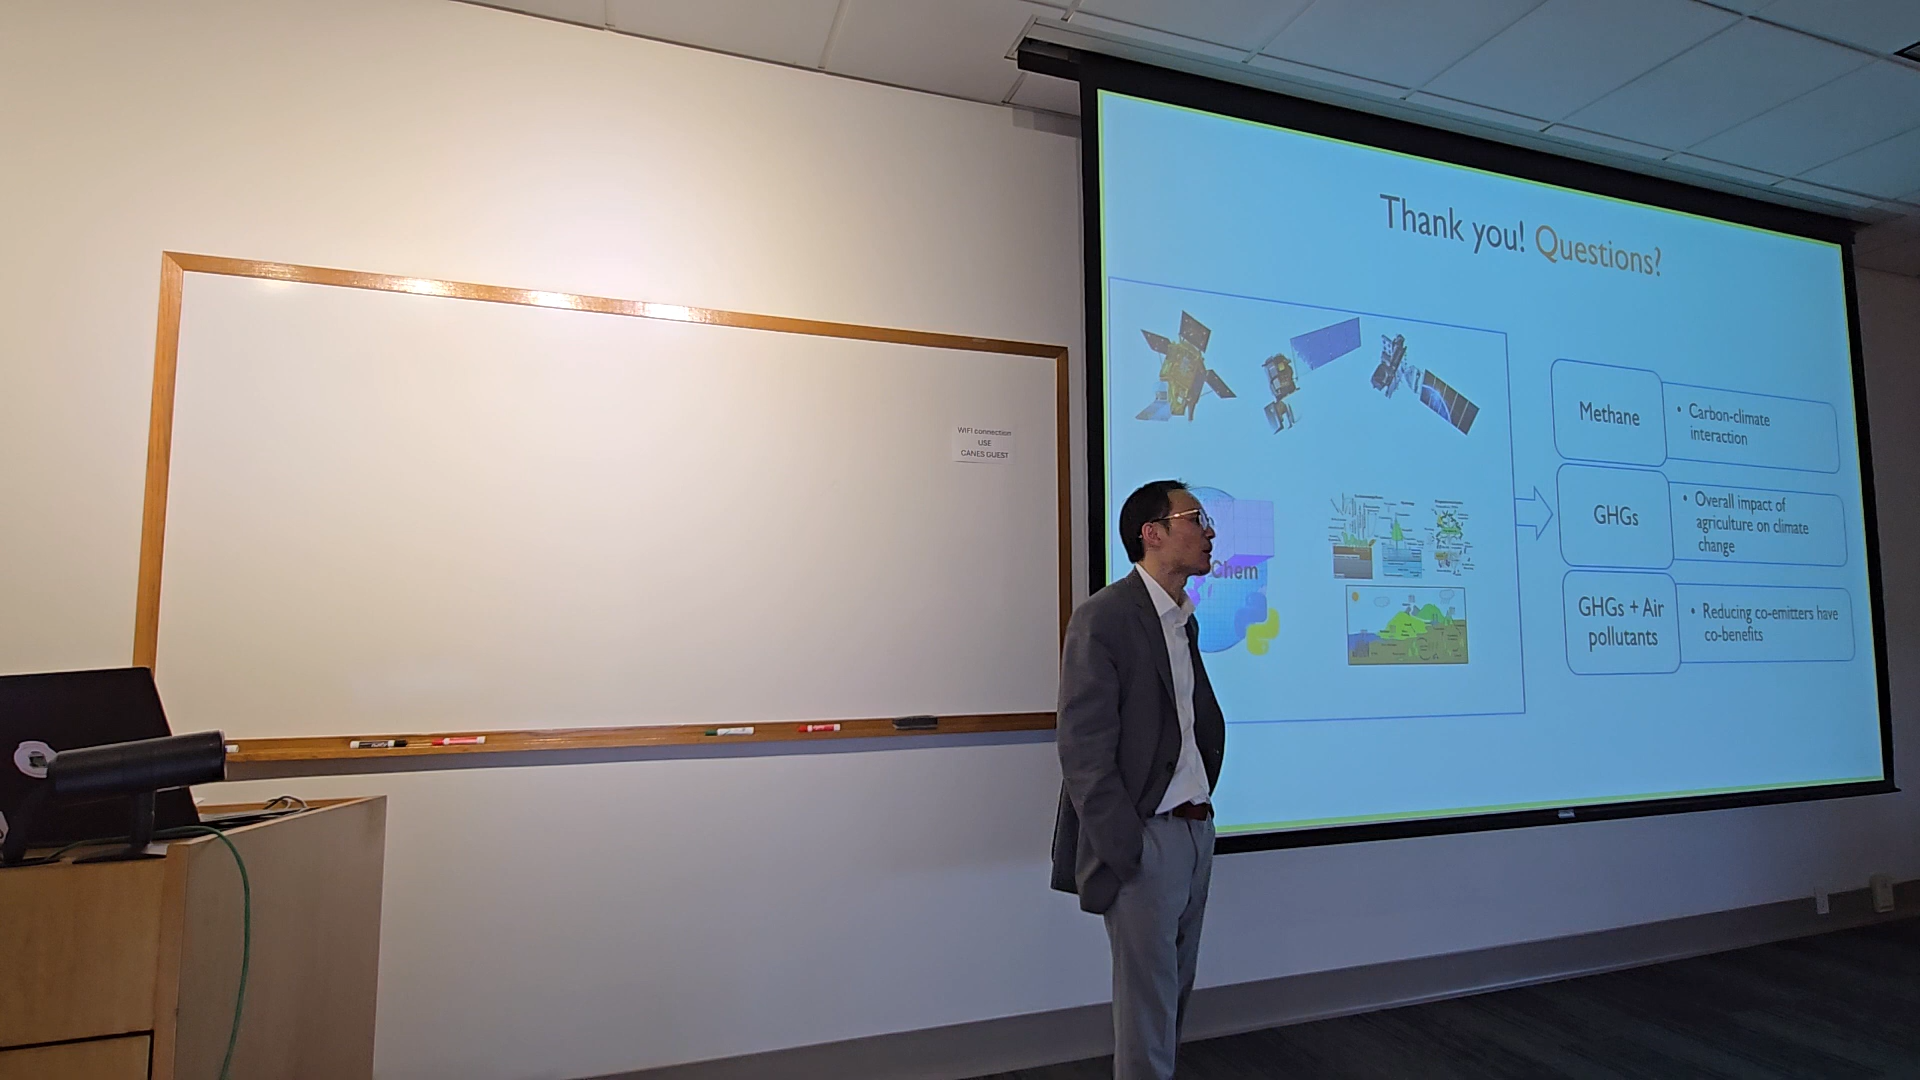 WIFI connection
USE
CANES GUEST
Thank you! Questions?
Chem
Methane
• Carbon-climate
interaction
GHGs
• Overall impact of
agriculture on climate
change
GHGs + Air
pollutants
• Reducing co-emitters have
co-benefits